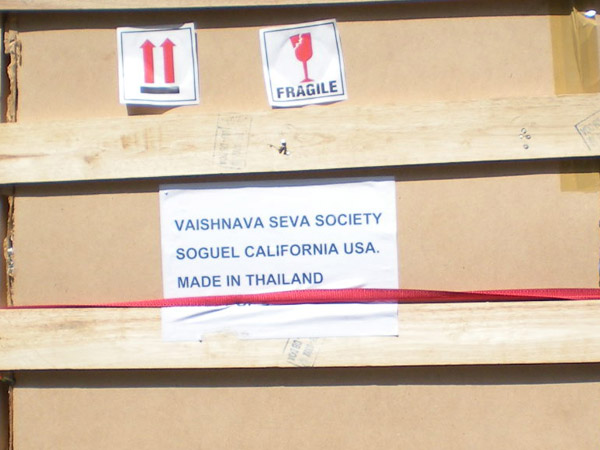 FRAGILE
VAISHNAVA SEVA SOCIETY
SOGUEL CALIFORNIA USA.
MADE IN THAILAND